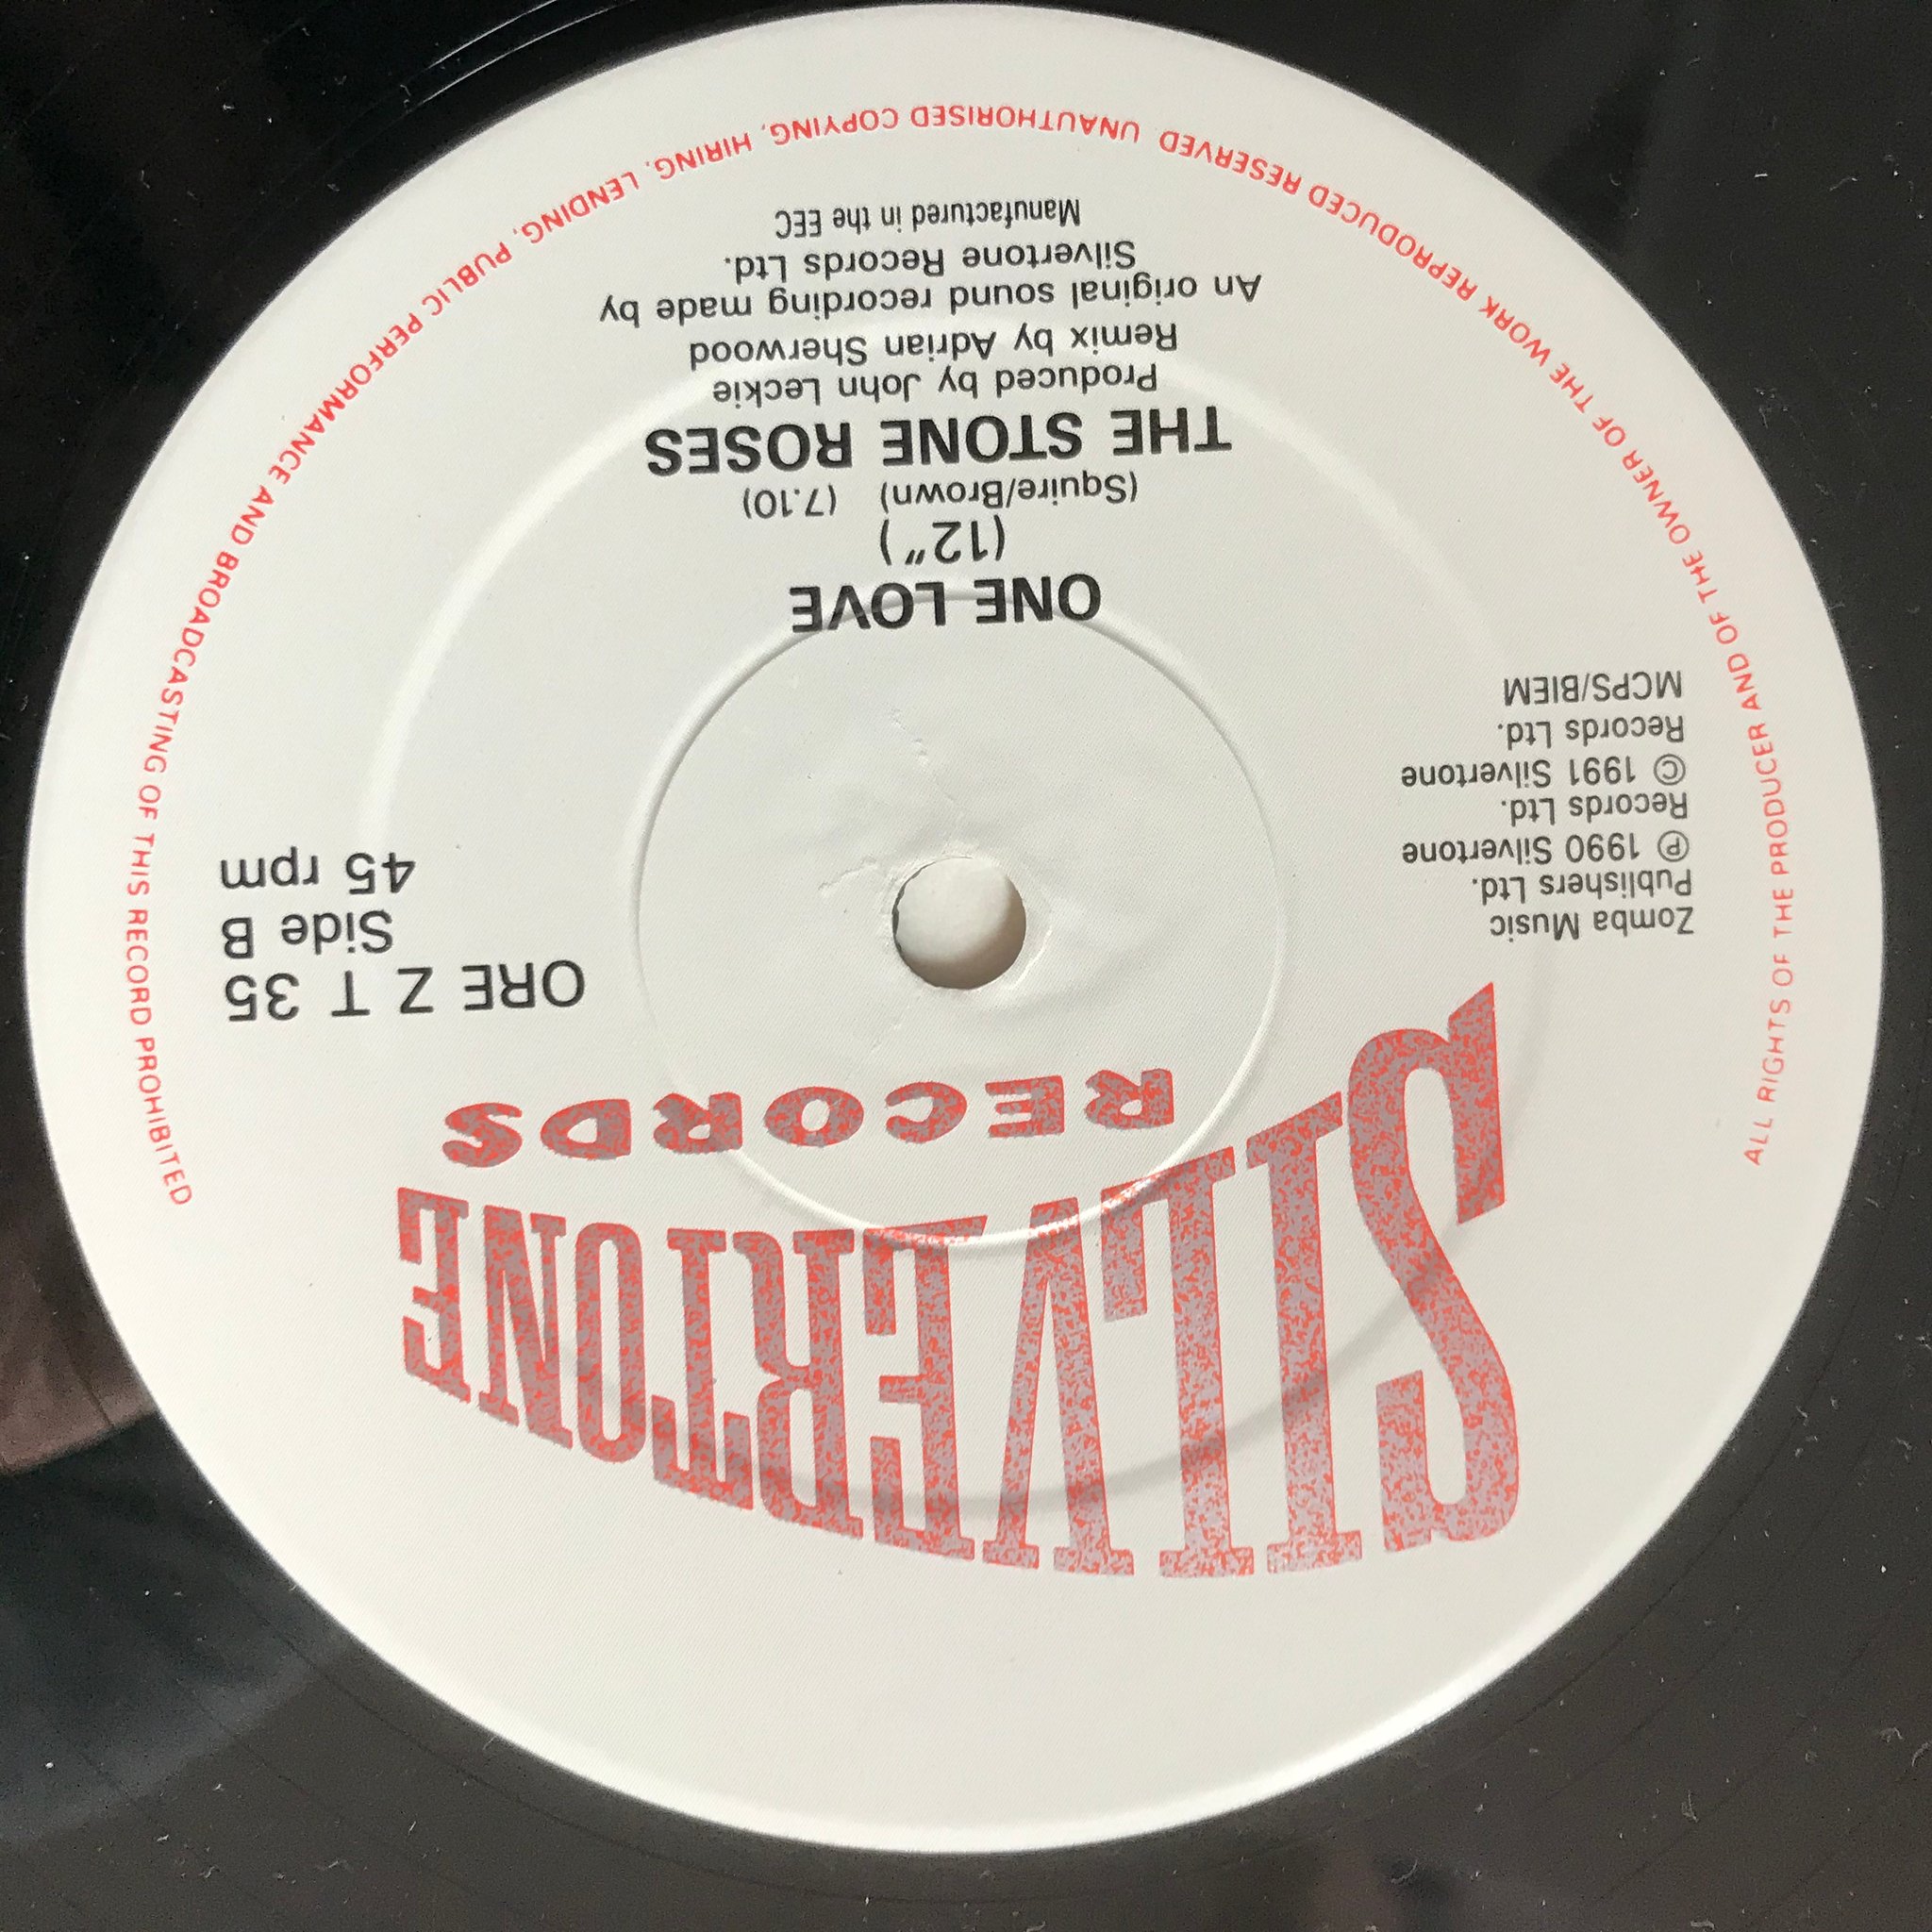 SILVERTONE
RECORDS
ORE Z T 35
Side B
45 rpm
Zomba Music
Publishers Ltd.
Ⓟ 1990 Silvertone
Records Ltd.
© 1991 Silvertone
Records Ltd.
MCPS/BIEM
ONE LOVE
(12")
(Squire/Brown) (7.10)
THE STONE ROSES
Produced by John Leckie
Remix by Adrian Sherwood
An original sound recording made by
Silvertone Records Ltd.
Manufactured in the EEC
ALL RIGHTS OF THE PRODUCER AND OF THE OWNER OF THE WORK REPRODUCED RESERVED UNAUTHORISED COPYING, HIRING, LENDING, PUBLIC PERFORMANCE AND BROADCASTING OF THIS RECORD PROHIBITED